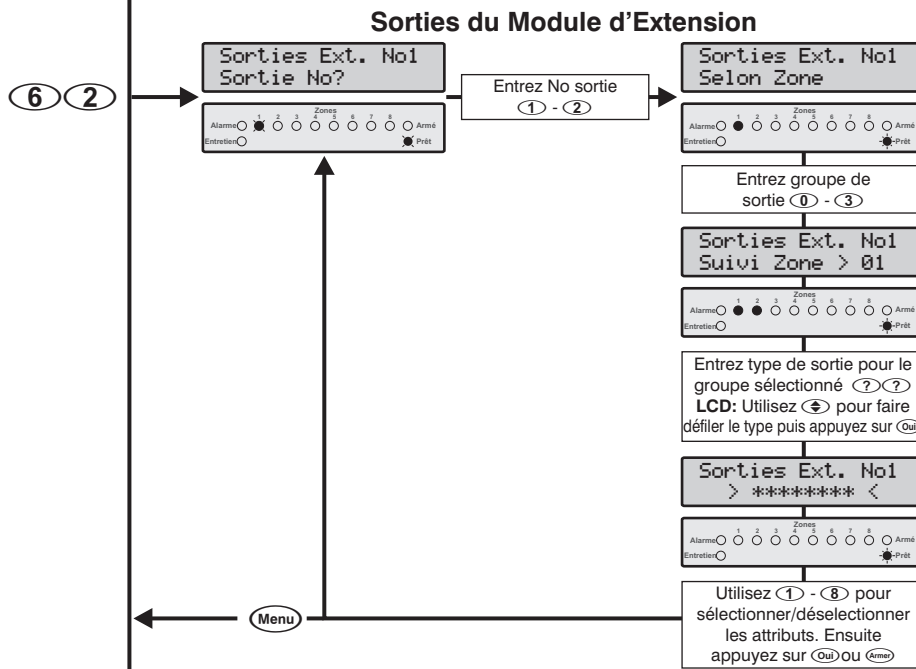 Sorties du Module d'Extension
6 2
Sorties Ext. No1
Sortie No?
Zones
1 2 3 4 5 6 7 8
Alarme Armé
Entretien Prêt
Entrez No sortie
1 - 2
Sorties Ext. No1
Selon Zone
Zones
1 2 3 4 5 6 7 8
Alarme Armé
Entretien Prêt
Entrez groupe de
sortie 0 - 3
Sorties Ext. No1
Suivi Zone > 01
Zones
1 2 3 4 5 6 7 8
Alarme Armé
Entretien Prêt
Entrez type de sortie pour le
groupe sélectionné ? ?
LCD: Utilisez pour faire
défiler le type puis appuyez sur Oui
Sorties Ext. No1
> ******** <
Zones
1 2 3 4 5 6 7 8
Alarme Armé
Entretien Prêt
Utilisez 1 - 8 pour
sélectionner/déselectionner
les attributs. Ensuite
appuyez sur Oui ou Armer
Menu